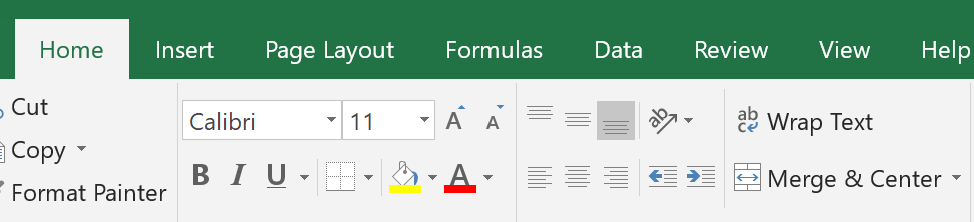 Home Insert Page Layout Formulas Data Review View Help
Cut
Calibri 11 A A
ab Wrap Text
c
Copy
Format Painter
B I U A
Merge & Center